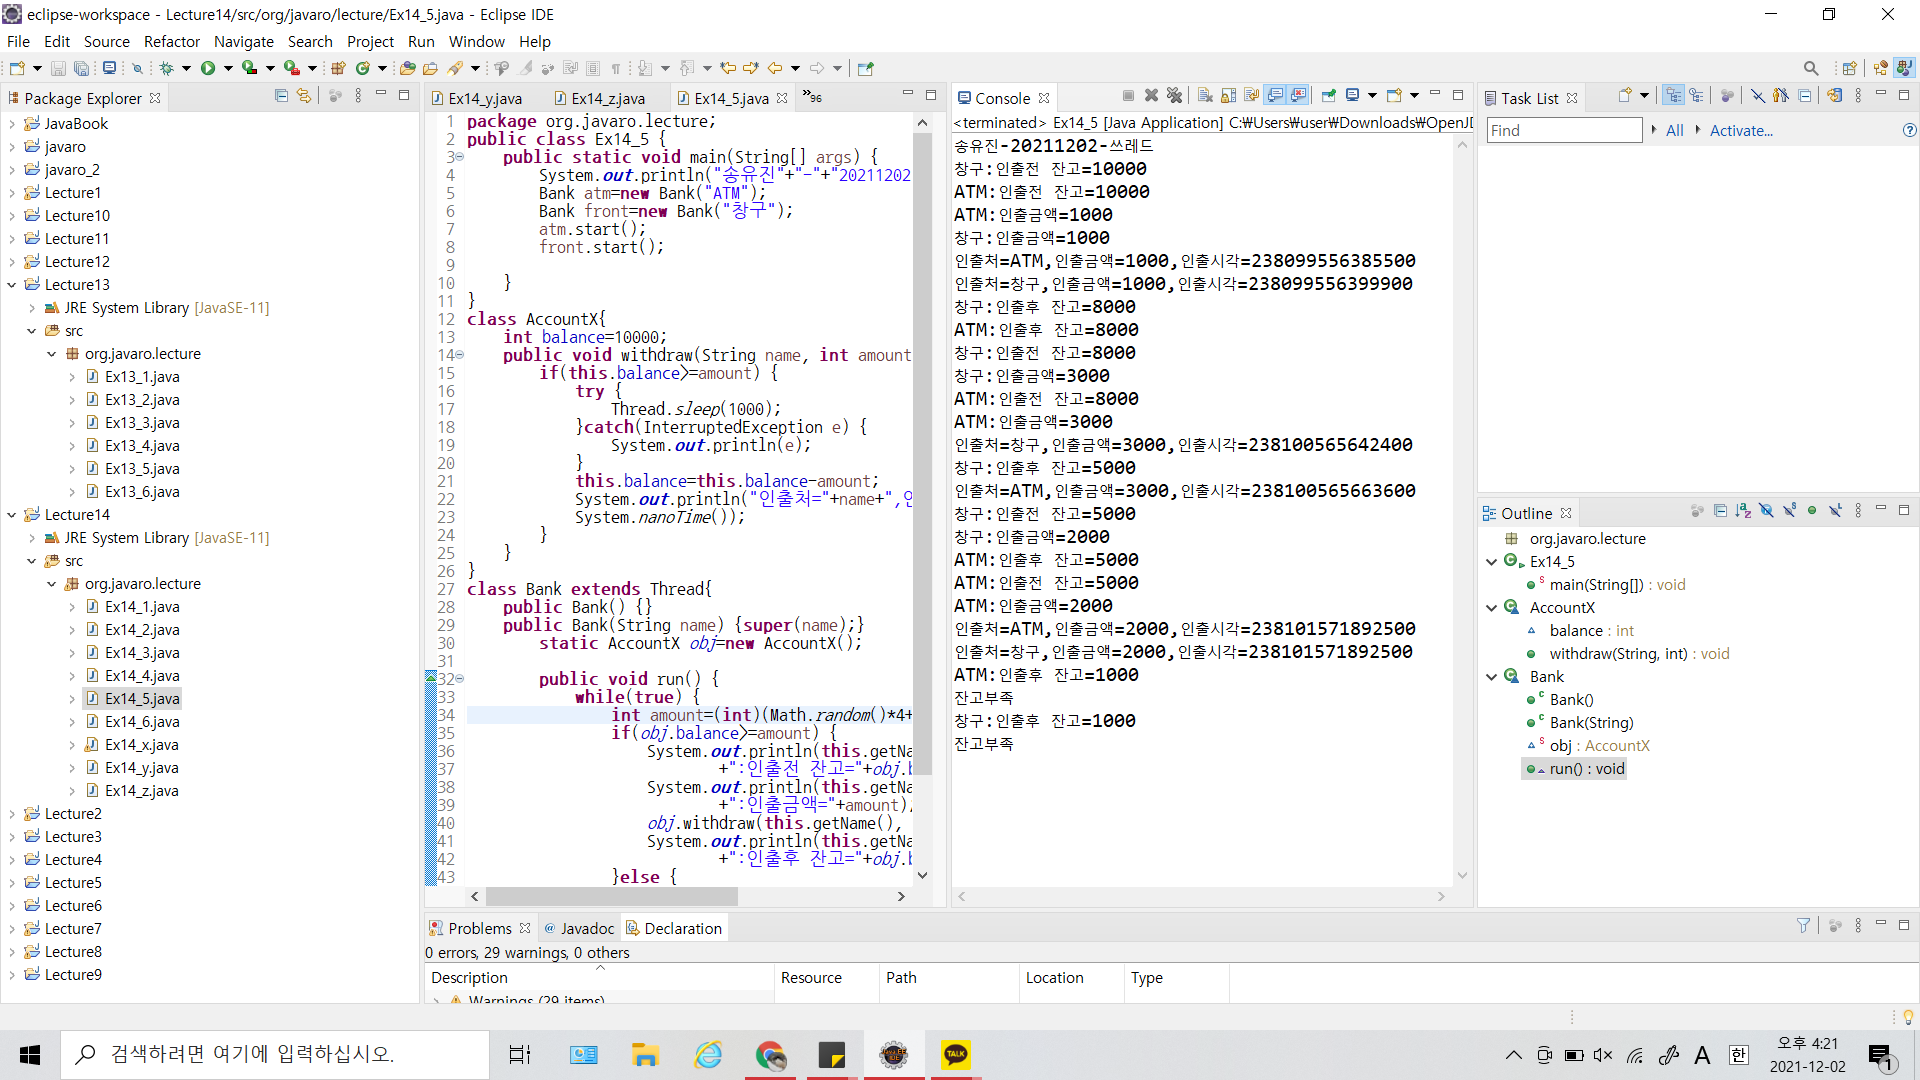 eclipse-workspace - Lecture14/src/org/javaro/lecture/Ex14_5.java - Eclipse IDE
File Edit Source Refactor Navigate Search Project Run Window Help
Package Explorer
JavaBook
javaro
javaro_2
Lecture1
Lecture10
Lecture11
Lecture12
Lecture13
JRE System Library [JavaSE-11]
src
org.javaro.lecture
Ex13_1.java
Ex13_2.java
Ex13_3.java
Ex13_4.java
Ex13_5.java
Ex13_6.java
Lecture14
JRE System Library [JavaSE-11]
src
org.javaro.lecture
Ex14_1.java
Ex14_2.java
Ex14_3.java
Ex14_4.java
Ex14_5.java
Ex14_6.java
Ex14_x.java
Ex14_y.java
Ex14_z.java
Lecture2
Lecture3
Lecture4
Lecture5
Lecture6
Lecture7
Lecture8
Lecture9
Ex14_y.java Ex14_z.java Ex14_5.java »96
1 package org.javaro.lecture;
2 public class Ex14_5 {
3 public static void main(String[] args) {
4 System.out.println("송유진"+"-"+"20211202
5 Bank atm=new Bank("ATM");
6 Bank front=new Bank("창구");
7 atm.start();
8 front.start();
9
10 }
11 }
12 class AccountX{
13 int balance=10000;
14 public void withdraw(String name, int amount
15 if(this.balance>=amount) {
16 try {
17 Thread.sleep(1000);
18 }catch(InterruptedException e) {
19 System.out.println(e);
20 }
21 this.balance=this.balance-amount;
22 System.out.println("인출처="+name+",
23 System.nanoTime());
24 }
25 }
26 }
27 class Bank extends Thread{
28 public Bank() {}
29 public Bank(String name) {super(name);}
30 static AccountX obj=new AccountX();
31
32 public void run() {
33 while(true) {
34 int amount=(int)(Math.random()*4+
35 if(obj.balance>=amount) {
36 System.out.println(this.getNa
37 +":인출전 잔고="+obj.b
38 System.out.println(this.getNa
39 +":인출금액="+amount)
40 obj.withdraw(this.getName(),
41 System.out.println(this.getNa
42 +":인출후 잔고="+obj.b
43 }else {
Console
<terminated> Ex14_5 [Java Application] C:₩Users₩user₩Downloads₩OpenJD
송유진-20211202-쓰레드
창구:인출전 잔고=10000
ATM:인출전 잔고=10000
ATM:인출금액=1000
창구:인출금액=1000
인출처=ATM,인출금액=1000,인출시각=238099556385500
인출처=창구,인출금액=1000,인출시각=238099556399900
창구:인출후 잔고=8000
ATM:인출후 잔고=8000
창구:인출전 잔고=8000
창구:인출금액=3000
ATM:인출전 잔고=8000
ATM:인출금액=3000
인출처=창구,인출금액=3000,인출시각=238100565642400
창구:인출후 잔고=5000
인출처=ATM,인출금액=3000,인출시각=238100565663600
창구:인출전 잔고=5000
창구:인출금액=2000
ATM:인출후 잔고=5000
ATM:인출전 잔고=5000
ATM:인출금액=2000
인출처=ATM,인출금액=2000,인출시각=238101571892500
인출처=창구,인출금액=2000,인출시각=238101571892500
ATM:인출후 잔고=1000
잔고부족
창구:인출후 잔고=1000
잔고부족
Task List
Find All Activate...
Outline
org.javaro.lecture
Ex14_5
main(String[]) : void
AccountX
balance : int
withdraw(String, int) : void
Bank
Bank()
Bank(String)
obj : AccountX
run() : void
Problems @ Javadoc Declaration
0 errors, 29 warnings, 0 others
Description Resource Path Location Type
Warnings (29 items)
검색하려면 여기에 입력하십시오.
TALK
A 한
오후 4:21
2021-12-02
1